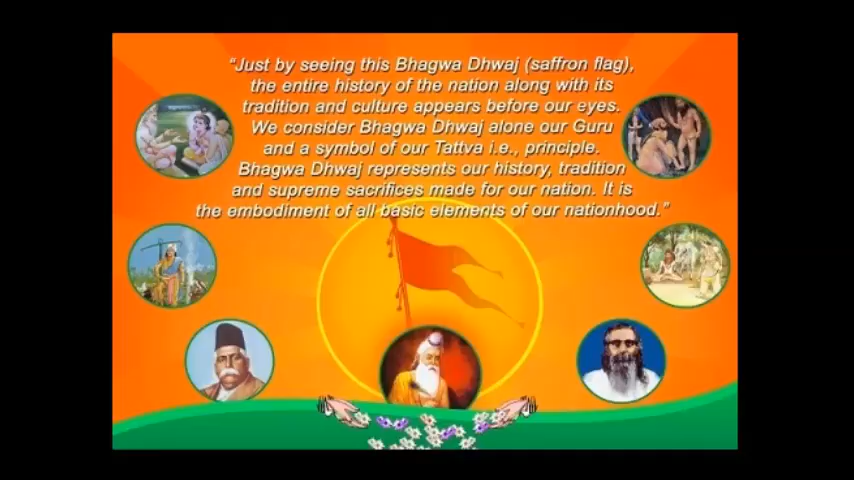 “Just by seeing this Bhagwa Dhwaj (saffron flag),
the entire history of the nation along with its
tradition and culture appears before our eyes.
We consider Bhagwa Dhwaj alone our Guru
and a symbol of our Tattva i.e., principle.
Bhagwa Dhwaj represents our history, tradition
and supreme sacrifices made for our nation. It is
the embodiment of all basic elements of our nationhood.”